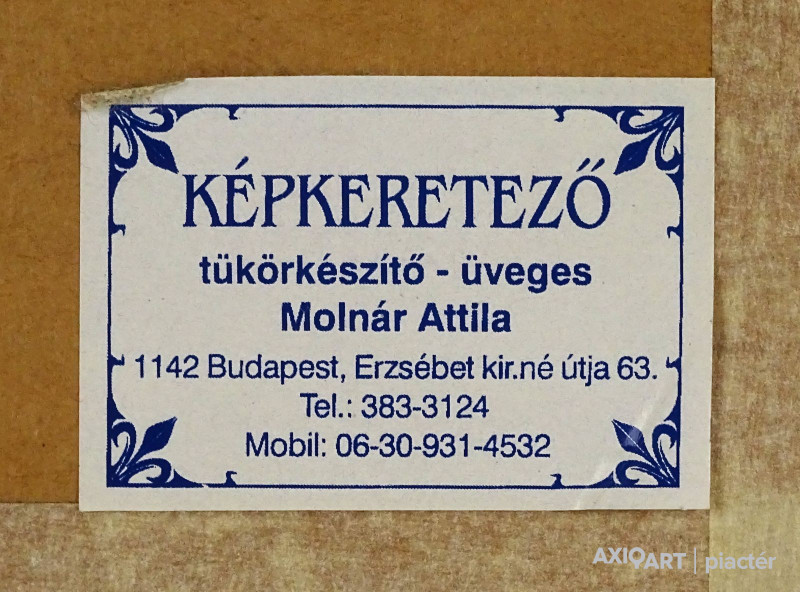 KÉPKERETEZŐ
tükörkészítő - üveges
Molnár Attila
1142 Budapest, Erzsébet kir.né útja 63.
Tel.: 383-3124
Mobil: 06-30-931-4532
AXIOART | piactér